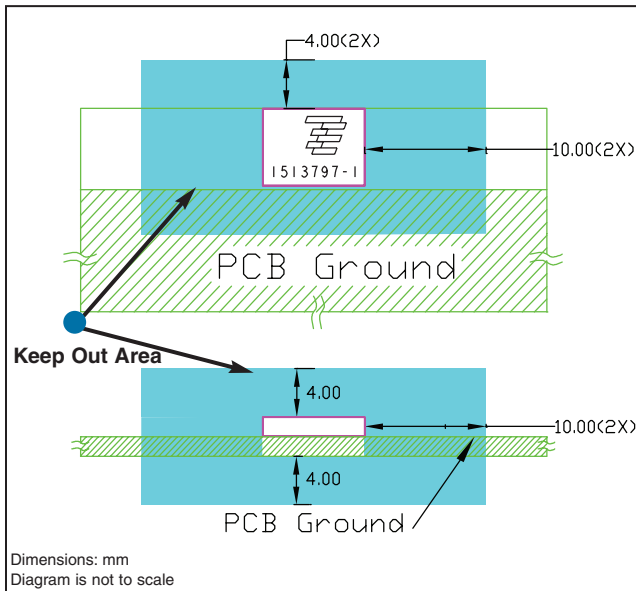 4.00(2X)
10.00(2X)
1513797-1
PCB Ground
Keep Out Area
4.00
10.00(2X)
4.00
PCB Ground
Dimensions: mm
Diagram is not to scale